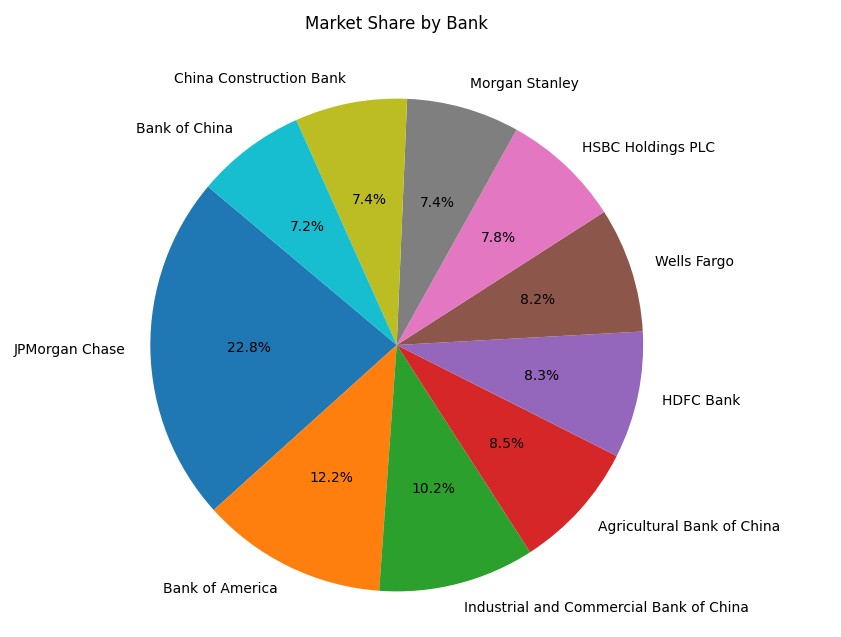 Market Share by Bank
China Construction Bank
Morgan Stanley
Bank of China
HSBC Holdings PLC
7.4%
7.4%
7.2%
7.8%
Wells Fargo
8.2%
JPMorgan Chase
22.8%
8.3%
HDFC Bank
8.5%
12.2%
10.2%
Agricultural Bank of China
Bank of America
Industrial and Commercial Bank of China